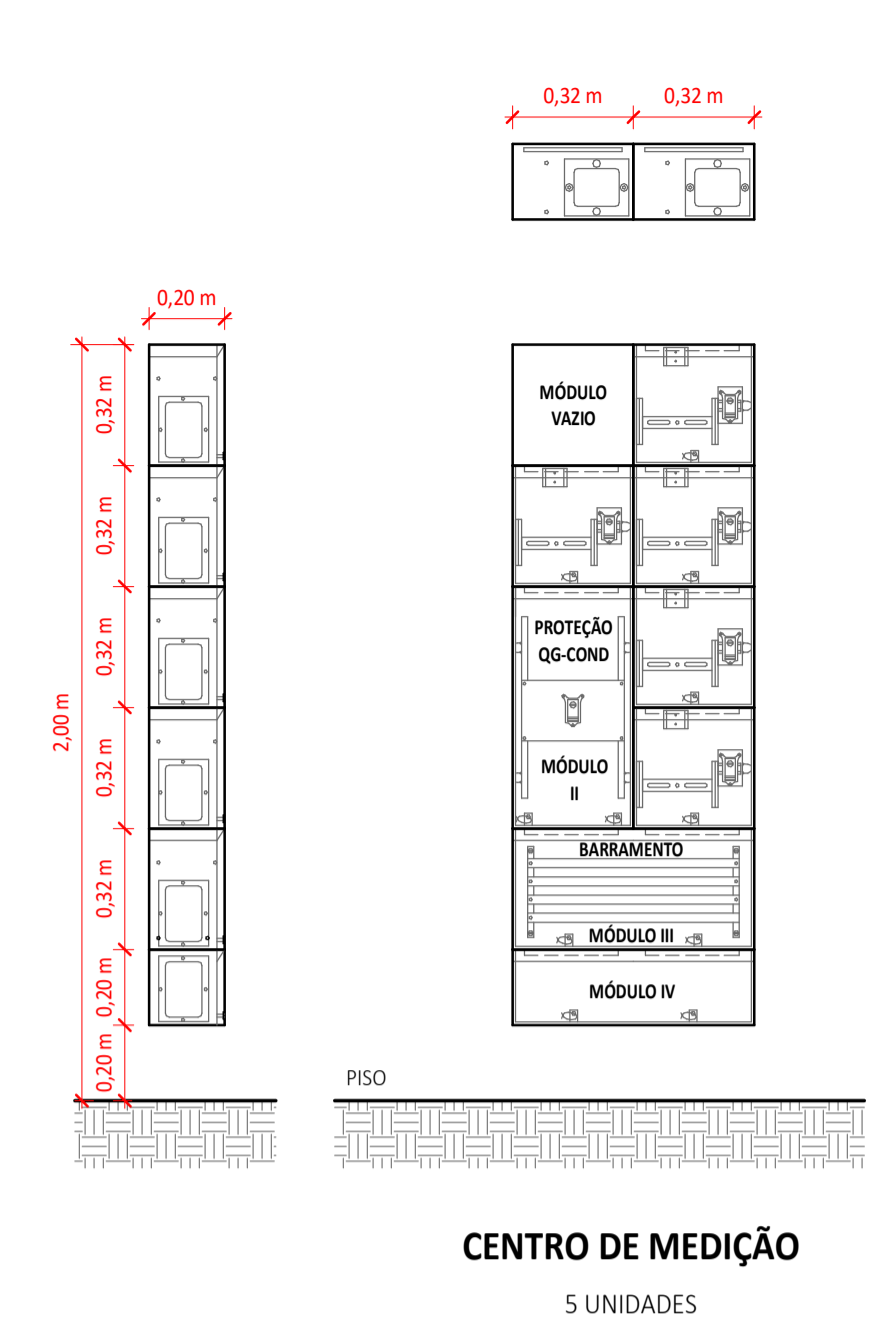 0,32 m
0,32 m
0,20 m
0,32 m
0,32 m
0,32 m
0,32 m
0,32 m
0,20 m
0,20 m
2,00 m
MÓDULO
VAZIO
PROTEÇÃO
QG-COND
MÓDULO
II
BARRAMENTO
MÓDULO III
MÓDULO IV
PISO
CENTRO DE MEDIÇÃO
5 UNIDADES